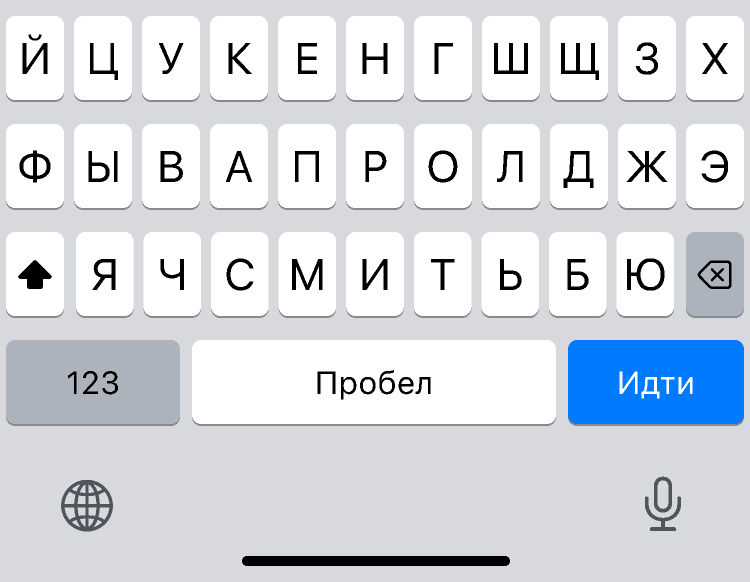 Й Ц У К Е Н Г Ш Щ З Х
Ф Ы В А П Р О Л Д Ж Э
Я Ч С М И Т Ь Б Ю
123 Пробел Идти